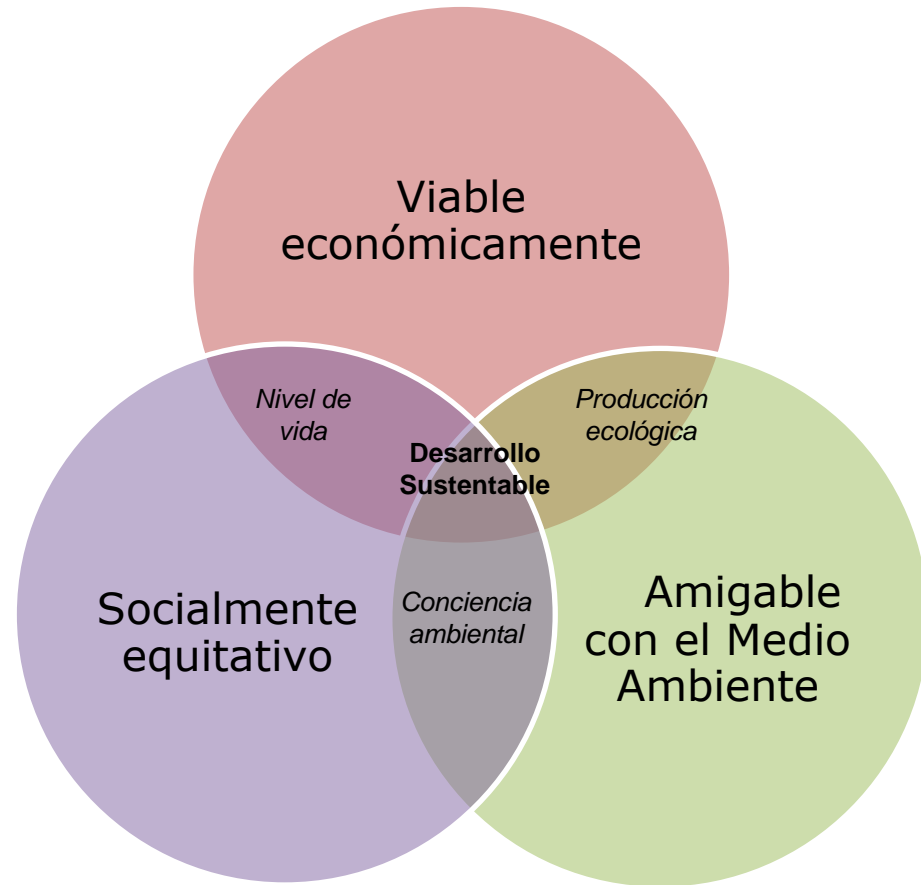 Viable
económicamente
Nivel de
vida
Producción
ecológica
Desarrollo
Sustentable
Socialmente
equitativo
Conciencia
ambiental
Amigable
con el Medio
Ambiente